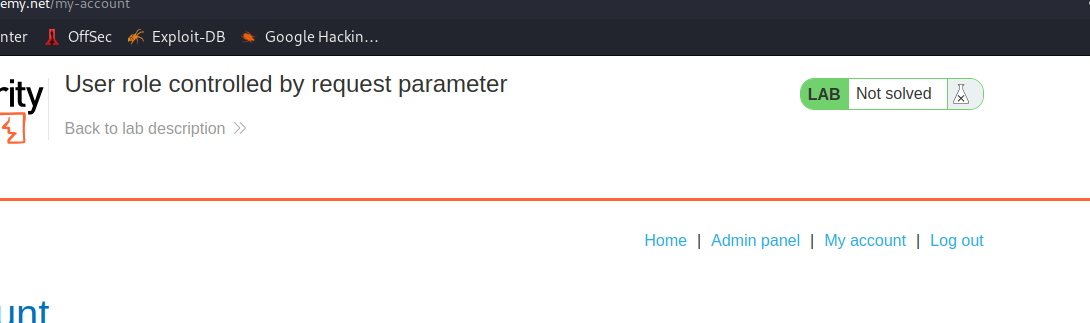 emy.net/my-account
nter OffSec Exploit-DB Google Hackin...
rity User role controlled by request parameter LAB Not solved
Back to lab description
Home | Admin panel | My account | Log out
unt